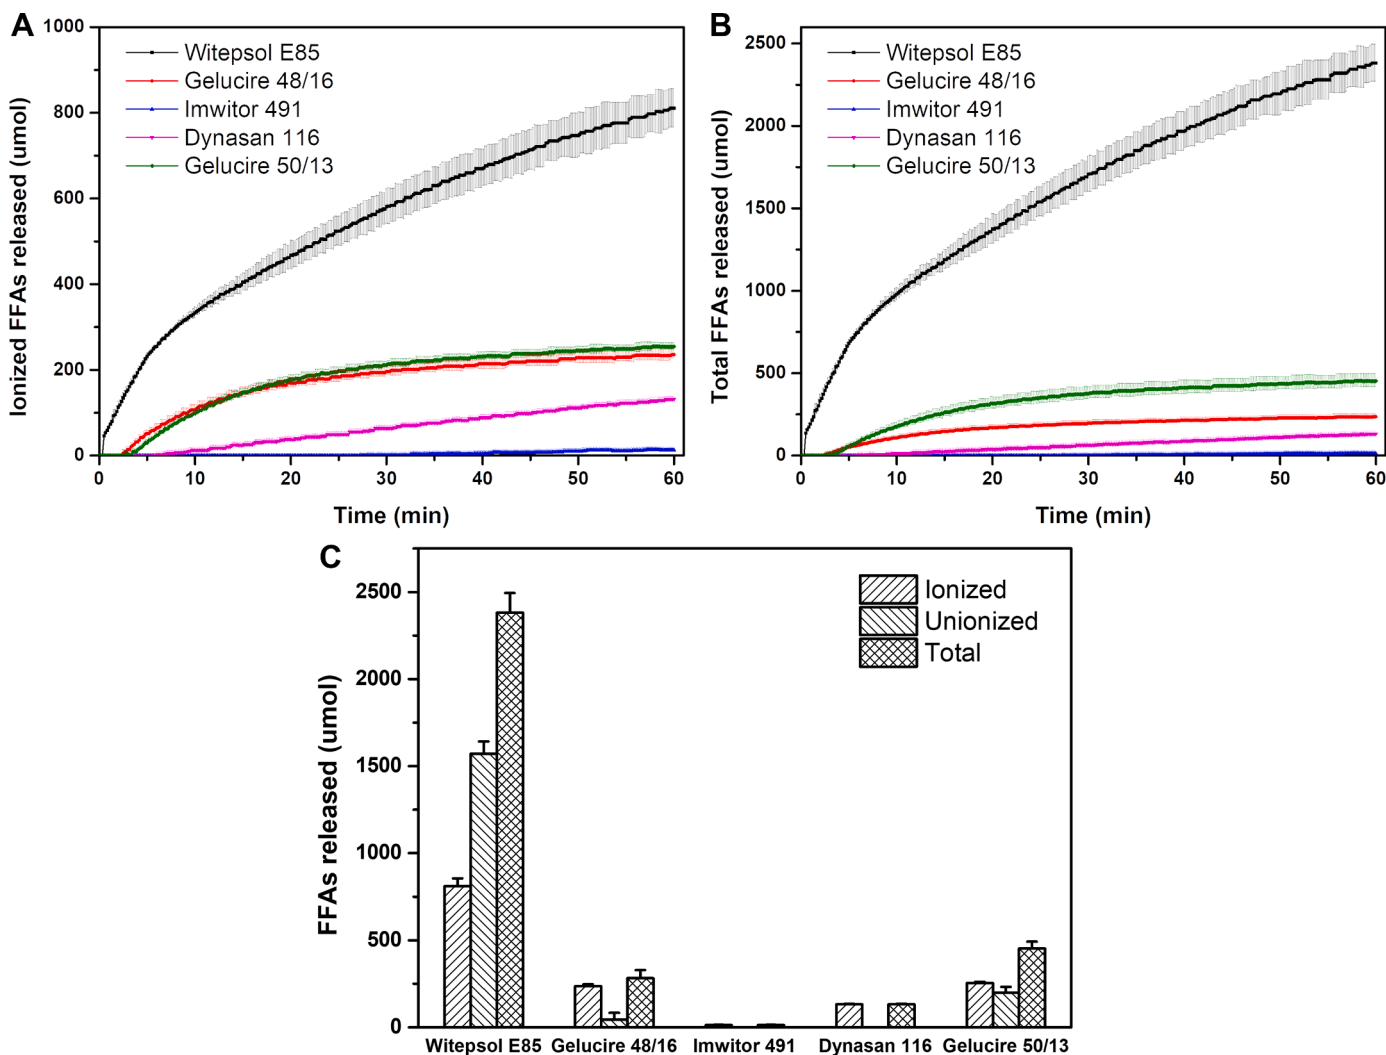 A
Ionized FFAs released (umol)
1000
800
600
400
200
0
Witepsol E85
Gelucire 48/16
Imwitor 491
Dynasan 116
Gelucire 50/13
0 10 20 30 40 50 60
Time (min)
B
Total FFAs released (umol)
2500
2000
1500
1000
500
0
Witepsol E85
Gelucire 48/16
Imwitor 491
Dynasan 116
Gelucire 50/13
0 10 20 30 40 50 60
Time (min)
C
FFAs released (umol)
2500
2000
1500
1000
500
0
Ionized
Unionized
Total
Witepsol E85 Gelucire 48/16 Imwitor 491 Dynasan 116 Gelucire 50/13